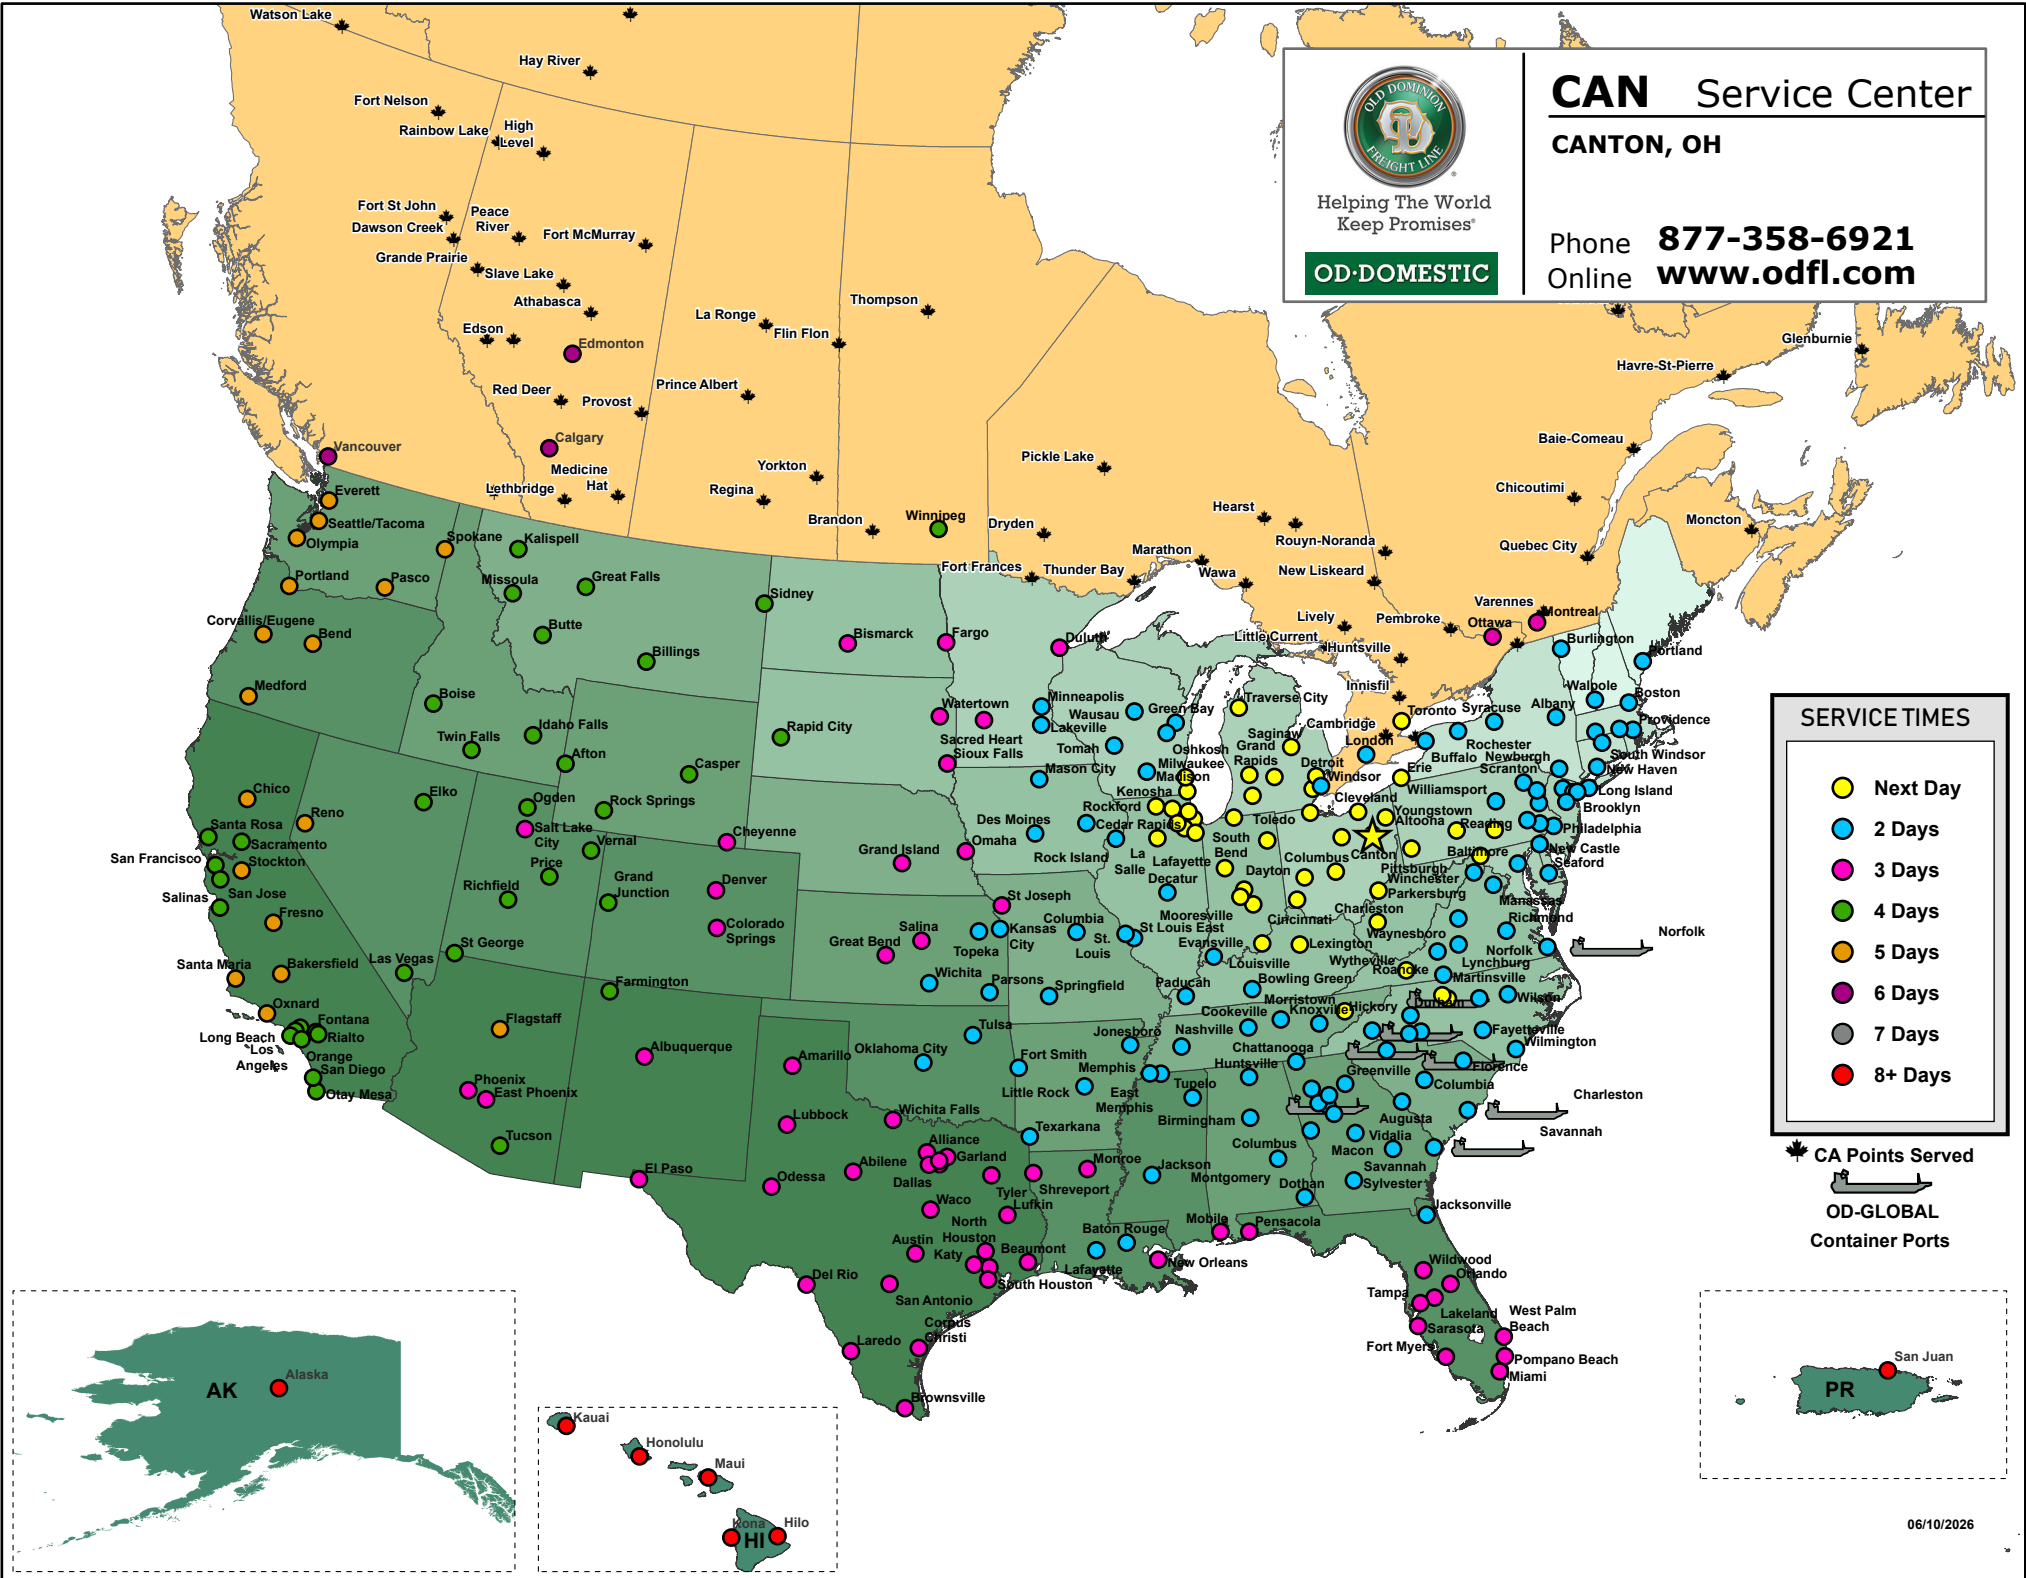 Watson Lake
Hay River
Fort Nelson
Rainbow Lake
High
Level
Fort St John
Dawson Creek
Peace
River
Fort McMurray
Grande Prairie
Slave Lake
Athabasca
Edson
Edmonton
La Ronge
Flin Flon
Thompson
Red Deer
Provost
Prince Albert
Vancouver
Calgary
Medicine
Hat
Lethbridge
Yorkton
Regina
Brandon
Winnipeg
Dryden
Pickle Lake
Fort Frances
Thunder Bay
Marathon
Wawa
Hearst
Rouyn-Noranda
New Liskeard
Lively
Little Current
Pembroke
Huntsville
Innisfil
Cambridge
Toronto
London
Windsor
Varennes
Montreal
Ottawa
Glenburnie
Havre-St-Pierre
Baie-Comeau
Chicoutimi
Quebec City
Moncton
OLD DOMINION
FREIGHT LINE
Helping The World
Keep Promises®
OD·DOMESTIC
CAN Service Center
CANTON, OH
Phone 877-358-6921
Online www.odfl.com
Everett
Seattle/Tacoma
Olympia
Spokane
Portland
Pasco
Corvallis/Eugene
Bend
Medford
Kalispell
Missoula
Great Falls
Butte
Billings
Sidney
Boise
Twin Falls
Idaho Falls
Afton
Casper
Rock Springs
Cheyenne
Bismarck
Fargo
Rapid City
Watertown
Sacred Heart
Sioux Falls
Duluth
Minneapolis
Lakeville
Wausau
Green Bay
Tomah
Oshkosh
Milwaukee
Madison
Kenosha
Mason City
Rockford
Cedar Rapids
Des Moines
Rock Island
Omaha
Grand Island
Chico
Reno
Elko
Ogden
Salt Lake
City
Vernal
Price
Richfield
Grand
Junction
Denver
Colorado
Springs
Santa Rosa
Sacramento
San Francisco
Stockton
San Jose
Salinas
Fresno
Santa Maria
Bakersfield
Las Vegas
St George
Oxnard
Fontana
Rialto
Long Beach
Los
Angeles
Orange
San Diego
Otay Mesa
Flagstaff
Phoenix
East Phoenix
Tucson
Farmington
Albuquerque
El Paso
Amarillo
Lubbock
Odessa
Abilene
Wichita Falls
Alliance
Garland
Dallas
Waco
Tyler
Lufkin
North
Houston
Austin
Katy
Beaumont
South Houston
San Antonio
Del Rio
Laredo
Corpus
Christi
Brownsville
St Joseph
Kansas
City
Topeka
Salina
Great Bend
Wichita
Parsons
Columbia
St.
Louis
St Louis East
Springfield
Tulsa
Oklahoma City
Fort Smith
Little Rock
Texarkana
Jonesboro
Memphis
East
Memphis
Tupelo
Monroe
Shreveport
Jackson
Baton Rouge
Lafayette
New Orleans
Mobile
Pensacola
Traverse City
Saginaw
Grand
Rapids
Detroit
South
Bend
Toledo
La
Salle
Lafayette
Decatur
Mooresville
Evansville
Louisville
Lexington
Cincinnati
Dayton
Columbus
Cleveland
Canton
Youngstown
Erie
Pittsburgh
Altoona
Parkersburg
Charleston
Winchester
Wytheville
Roanoke
Waynesboro
Lynchburg
Martinsville
Manassas
Richmond
Norfolk
Norfolk
Paducah
Bowling Green
Nashville
Cookeville
Morristown
Knoxville
Chattanooga
Hickory
Durham
Wilson
Fayetteville
Wilmington
Florence
Greenville
Columbia
Charleston
Huntsville
Birmingham
Montgomery
Dothan
Columbus
Macon
Augusta
Vidalia
Savannah
Savannah
Sylvester
Jacksonville
Wildwood
Orlando
Tampa
Lakeland
Sarasota
Fort Myers
West Palm
Beach
Pompano Beach
Miami
Burlington
Portland
Walpole
Boston
Albany
Providence
South Windsor
New Haven
Syracuse
Rochester
Buffalo
Newburgh
Scranton
Williamsport
Long Island
Brooklyn
Reading
Philadelphia
New Castle
Baltimore
Seaford
SERVICE TIMES
Next Day
2 Days
3 Days
4 Days
5 Days
6 Days
7 Days
8+ Days
CA Points Served
OD-GLOBAL
Container Ports
AK
Alaska
Kauai
Honolulu
Maui
Kona
Hilo
HI
San Juan
PR
06/10/2026